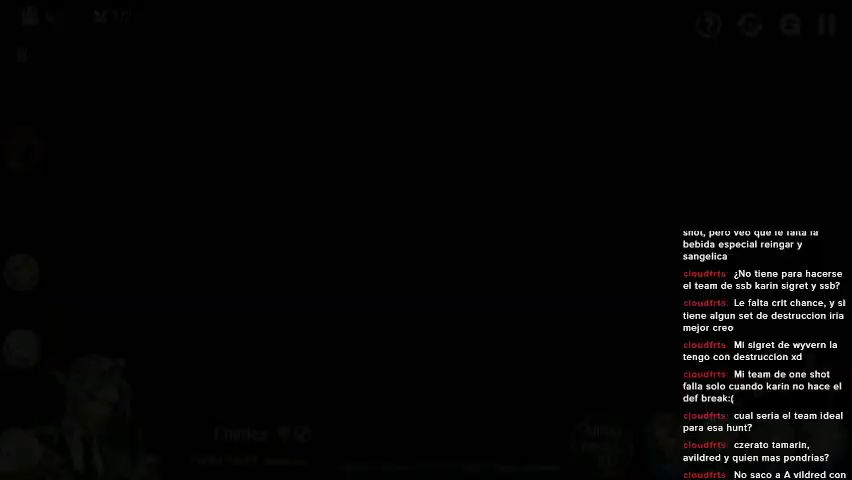 shot, pero veo que le falta la
bebida especial reingar y
sangelica
cloudfrts: ¿No tiene para hacerse
el team de ssb karin sigret y ssb?
cloudfrts: Le falta crit chance, y si
tiene algun set de destruccion iria
mejor creo
cloudfrts: Mi sigret de wyvern la
tengo con destruccion xd
cloudfrts: Mi team de one shot
falla solo cuando karin no hace el
def break:(
cloudfrts: cual seria el team ideal
para esa hunt?
cloudfrts: czerato tamarin,
avildred y quien mas pondrias?
cloudfrts: No saco a A vildred con